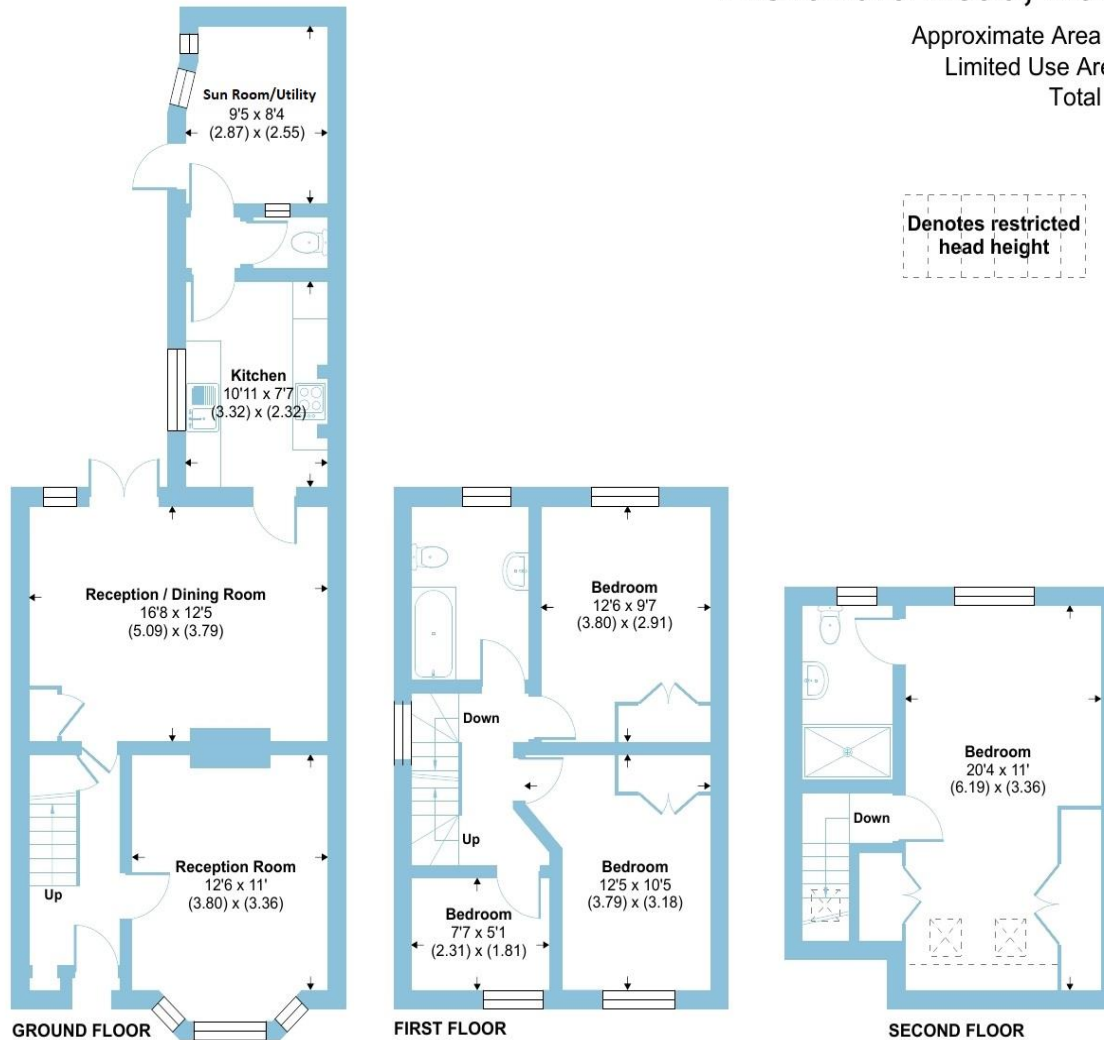 Approximate Area
Limited Use Are
Total
Denotes restricted
head height
Sun Room/Utility
9'5 x 8'4
(2.87) x (2.55)
Kitchen
10'11 x 7'7
(3.32) x (2.32)
Reception / Dining Room
16'8 x 12'5
(5.09) x (3.79)
Up
Reception Room
12'6 x 11'
(3.80) x (3.36)
GROUND FLOOR
Bedroom
12'6 x 9'7
(3.80) x (2.91)
Down
Up
Bedroom
12'5 x 10'5
(3.79) x (3.18)
Bedroom
7'7 x 5'1
(2.31) x (1.81)
FIRST FLOOR
Bedroom
20'4 x 11'
(6.19) x (3.36)
Down
SECOND FLOOR